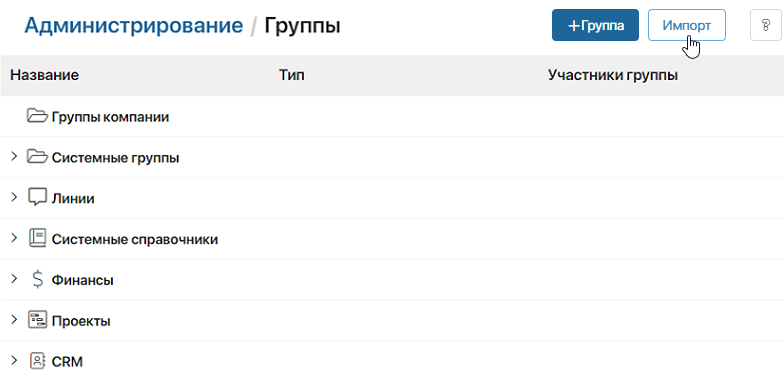 Администрирование / Группы
+Группа
Импорт
?
Название Тип Участники группы
Группы компании
Системные группы
Линии
Системные справочники
Финансы
Проекты
CRM